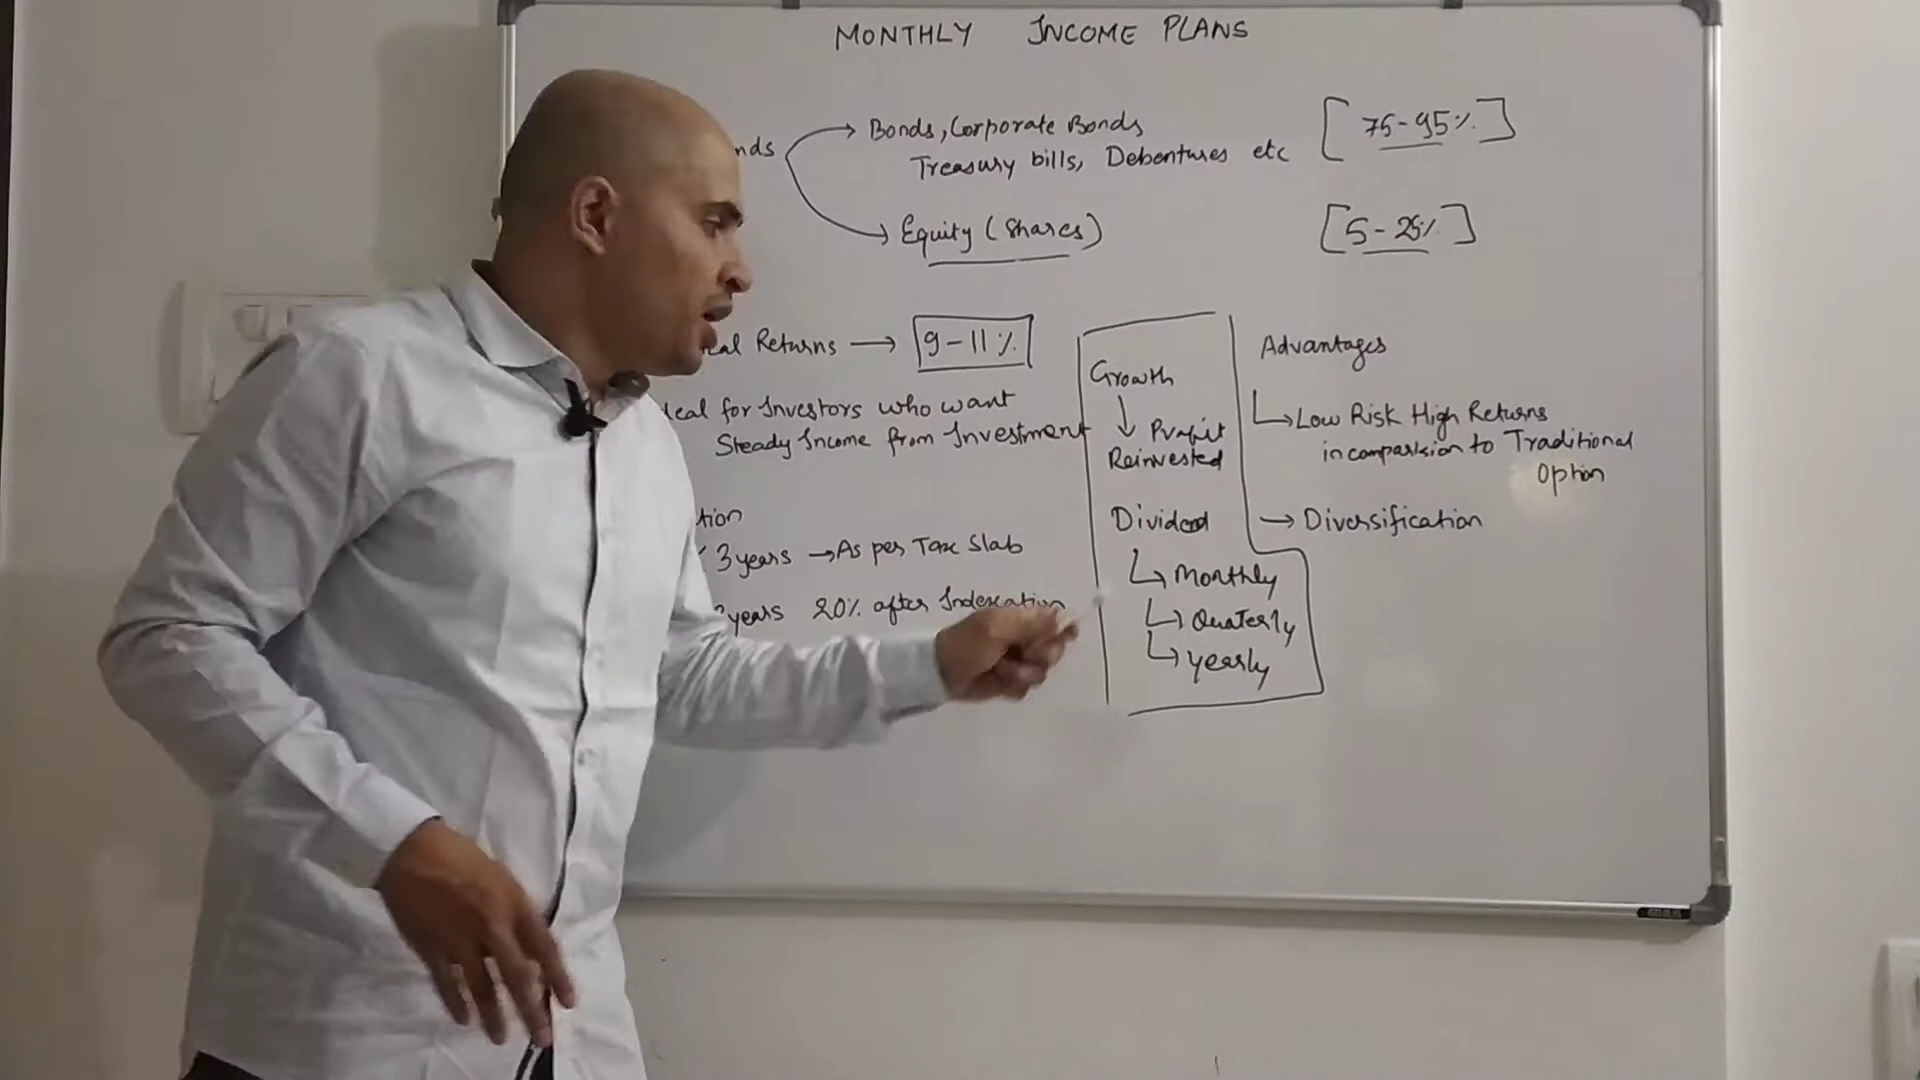 MONTHLY INCOME PLANS
nds
Bonds, Corporate Bonds
Treasury bills, Debentures etc
[75-95%]
Equity (Shares)
[5-25%]
Returns → 9-11%
deal for Investors who want
Steady Income from Investment
tion
< 3 years → As per Tax Slab
years 20% after Indexation
Growth
↓ Profit
Reinvested
Dividend
Monthly
Quaterly
yearly
Advantages
Low Risk High Returns
in comparision to Traditional
Option
→ Diversification